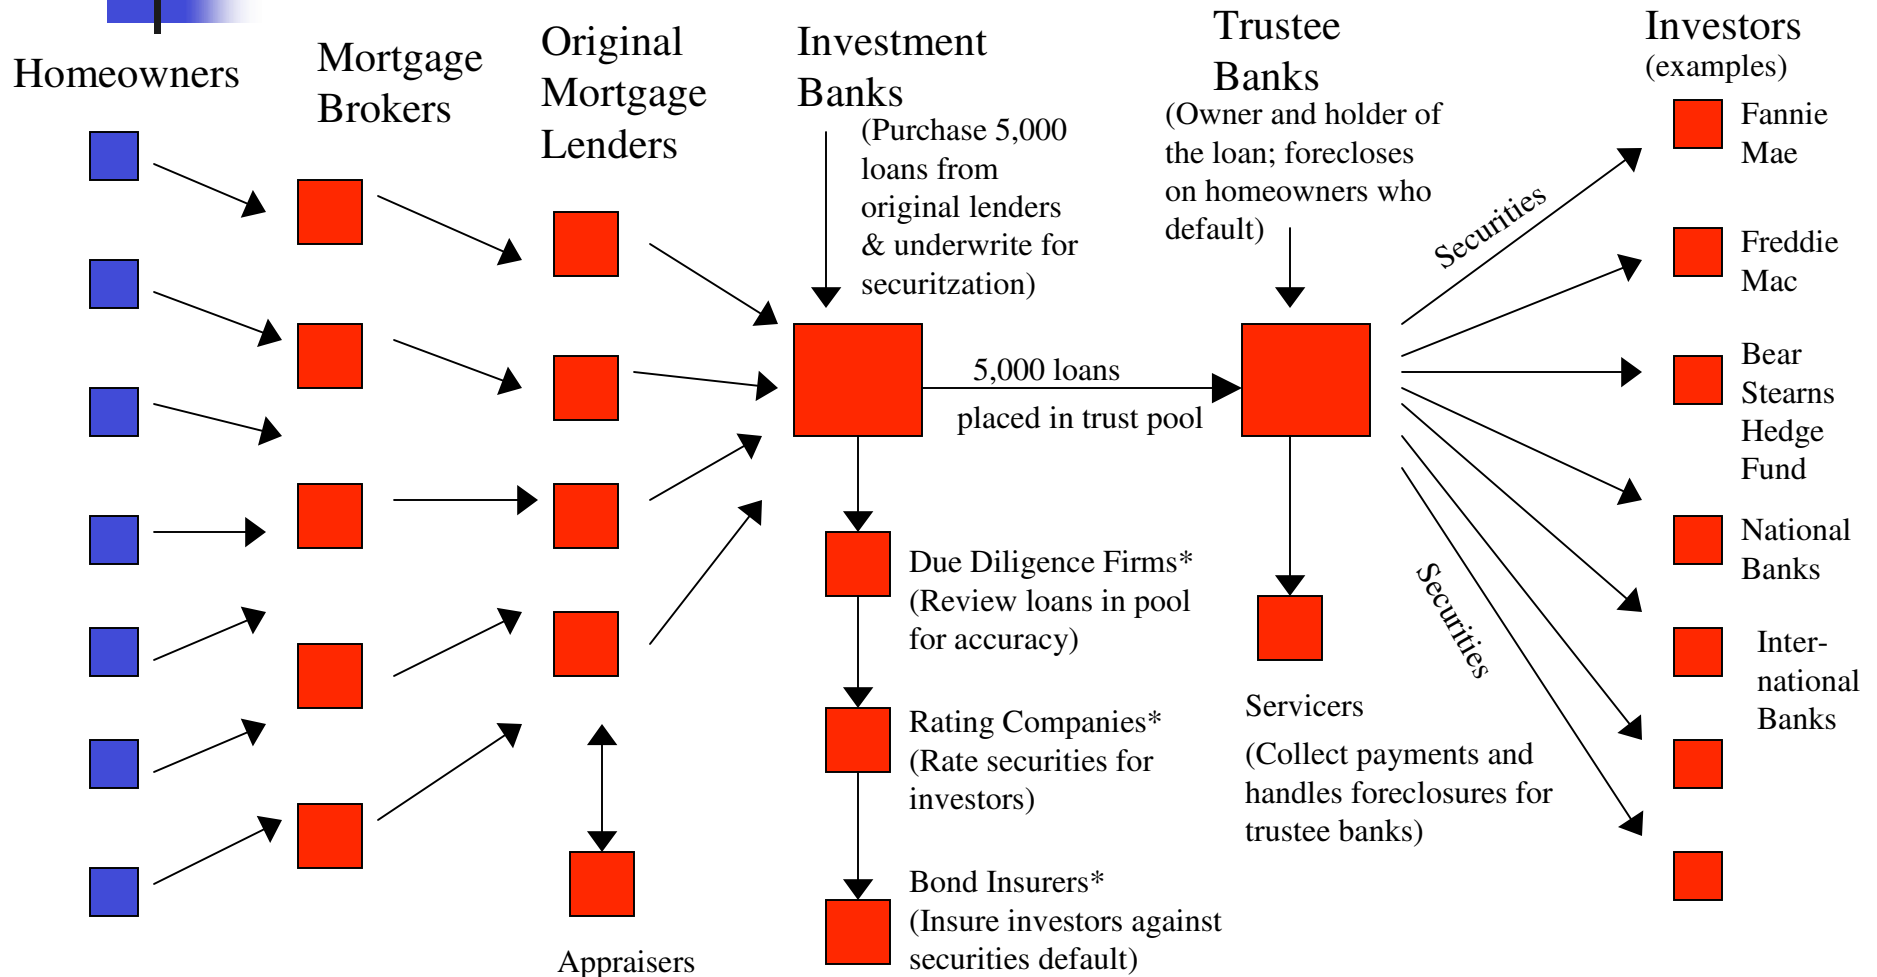 Homeowners
Mortgage
Brokers
Original
Mortgage
Lenders
Investment
Banks
(Purchase 5,000
loans from
original lenders
& underwrite for
securitzation)
Trustee
Banks
(Owner and holder of
the loan; forecloses
on homeowners who
default)
Investors
(examples)
Fannie
Mae
Freddie
Mac
Bear
Stearns
Hedge
Fund
National
Banks
Inter-
national
Banks
Securities
Securities
5,000 loans
placed in trust pool
Due Diligence Firms*
(Review loans in pool
for accuracy)
Rating Companies*
(Rate securities for
investors)
Bond Insurers*
(Insure investors against
securities default)
Servicers
(Collect payments and
handles foreclosures for
trustee banks)
Appraisers